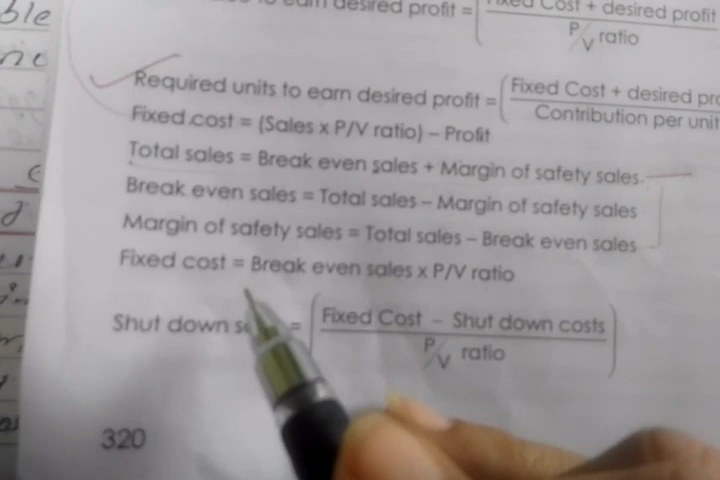 desired profit = (Fixed Cost + desired profit
P/V ratio
Required units to earn desired profit = (Fixed Cost + desired pro
Contribution per unit
Fixed cost = (Sales x P/V ratio) – Profit
Total sales = Break even sales + Margin of safety sales.
Break even sales = Total sales – Margin of safety sales
Margin of safety sales = Total sales – Break even sales
Fixed cost = Break even sales x P/V ratio
Shut down = (Fixed Cost – Shut down costs
P/V ratio)
320